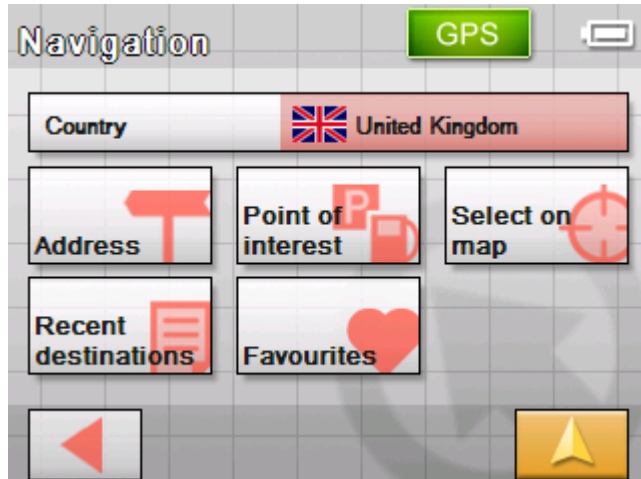 Navigation
GPS
Country
United Kingdom
Address
Point of
interest
Select on
map
Recent
destinations
Favourites
P